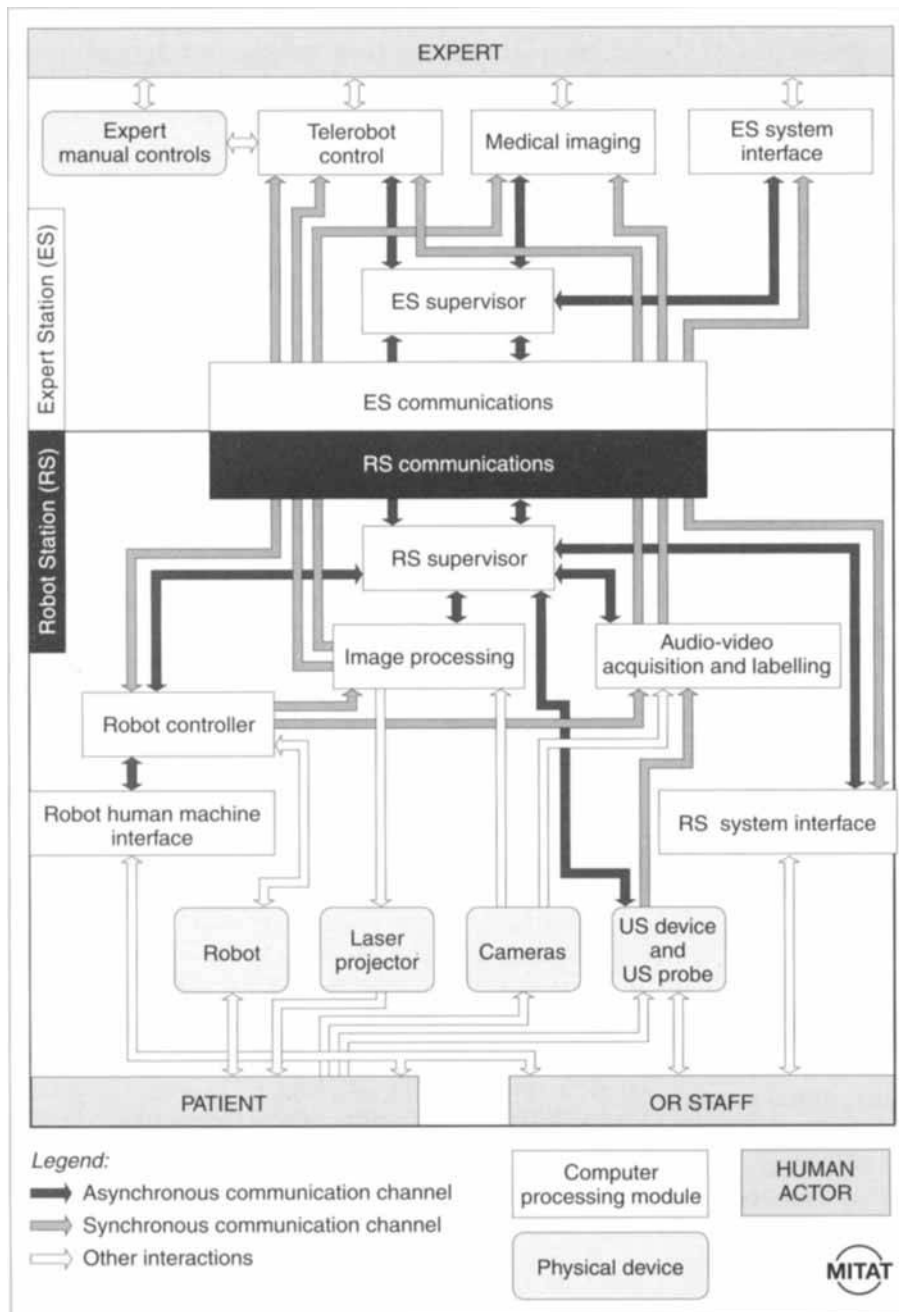 EXPERT
Expert
manual controls
Telerobot
control
Medical imaging
ES system
interface
Expert Station (ES)
ES supervisor
ES communications
Robot Station (RS)
RS communications
RS supervisor
Image processing
Audio-video
acquisition and labelling
Robot controller
Robot human machine
interface
RS system interface
Robot
Laser
projector
Cameras
US device
and
US probe
PATIENT
OR STAFF
Legend:
Asynchronous communication channel
Synchronous communication channel
Other interactions
Computer
processing module
Physical device
HUMAN
ACTOR
MITAT